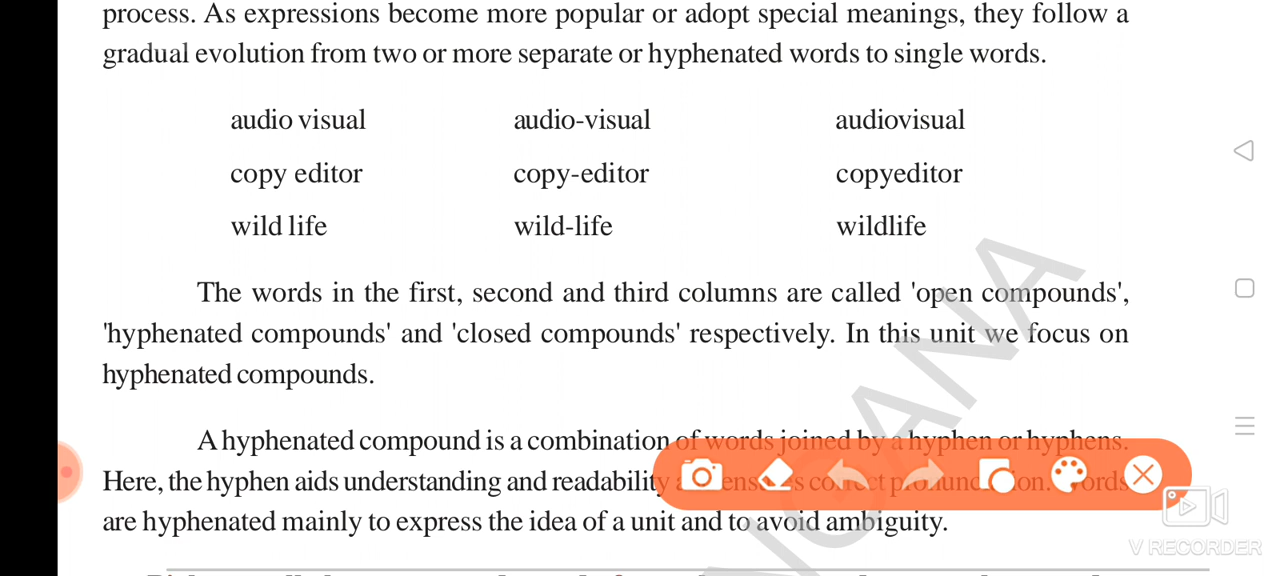 process. As expressions become more popular or adopt special meanings, they follow a
gradual evolution from two or more separate or hyphenated words to single words.
audio visual audio-visual audiovisual
copy editor copy-editor copyeditor
wild life wild-life wildlife
The words in the first, second and third columns are called 'open compounds',
'hyphenated compounds' and 'closed compounds' respectively. In this unit we focus on
hyphenated compounds.
A hyphenated compound is a combination of words joined by a hyphen or hyphens.
Here, the hyphen aids understanding and readability correct pronunciation. Words
are hyphenated mainly to express the idea of a unit and to avoid ambiguity.
V RECORDER